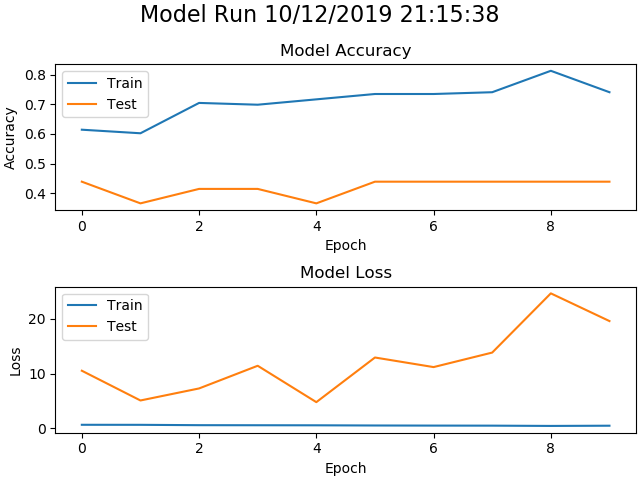 Model Run 10/12/2019 21:15:38
Model Accuracy
Accuracy
0.8
0.7
0.6
0.5
0.4
Train
Test
0 2 4 6 8
Epoch
Model Loss
Loss
20
10
0
Train
Test
0 2 4 6 8
Epoch